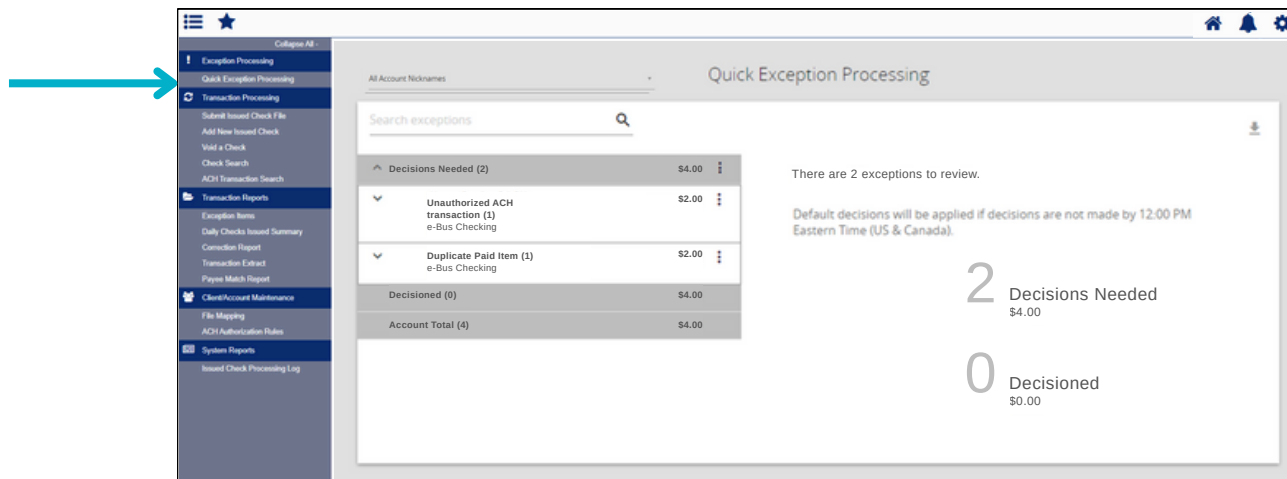 Collapse All -
Exception Processing
Quick Exception Processing
Transaction Processing
Submit Issued Check File
Add New Issued Check
Void a Check
Check Search
ACH Transaction Search
Transaction Reports
Exception Items
Daily Checks Issued Summary
Correction Report
Transaction Extract
Payee Match Report
Client/Account Maintenance
File Mapping
ACH Authorization Rules
System Reports
Issued Check Processing Log
All Account Nicknames
Quick Exception Processing
Search exceptions
Decisions Needed (2) $4.00
Unauthorized ACH $2.00
transaction (1)
e-Bus Checking
Duplicate Paid Item (1) $2.00
e-Bus Checking
Decisioned (0) $4.00
Account Total (4) $4.00
There are 2 exceptions to review.
Default decisions will be applied if decisions are not made by 12:00 PM
Eastern Time (US & Canada).
2 Decisions Needed
$4.00
0 Decisioned
$0.00